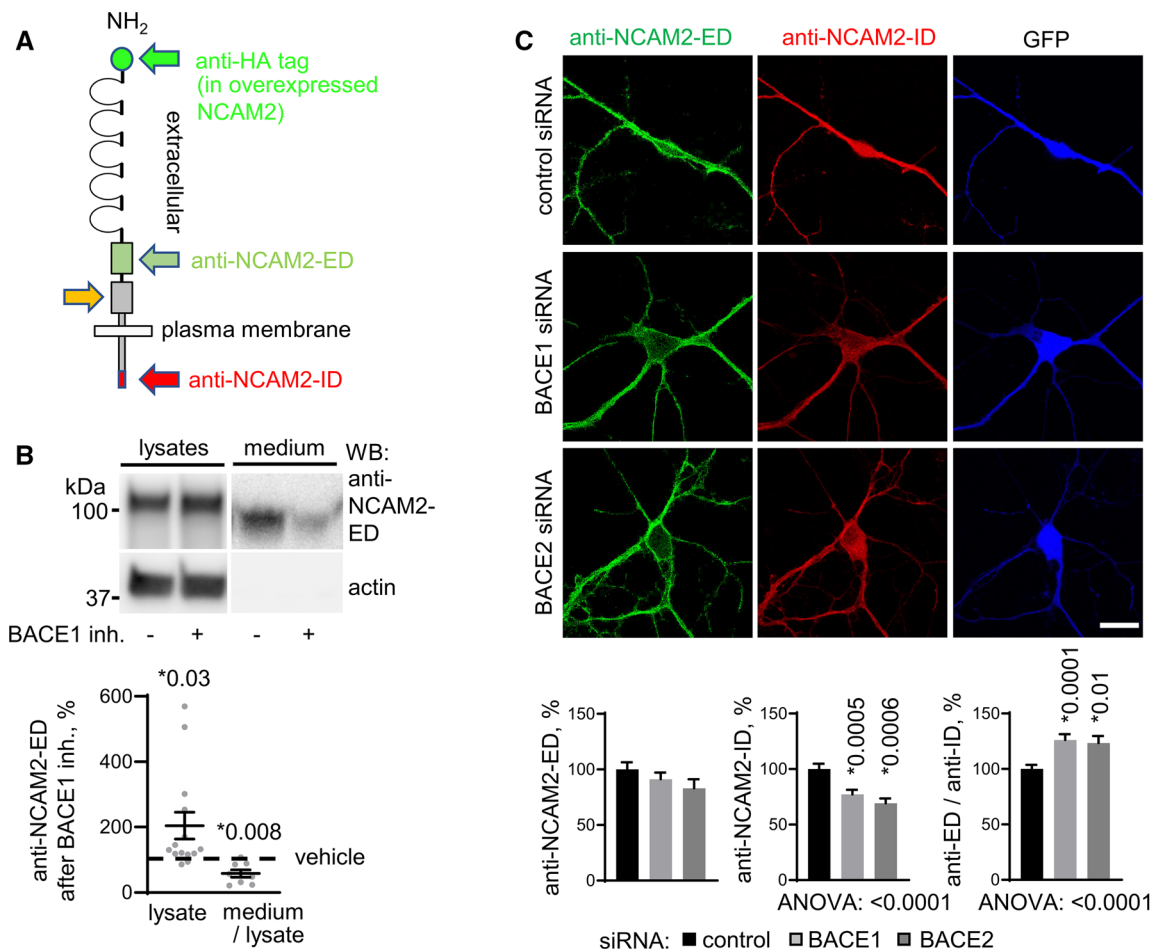 A
NH2
anti-HA tag
(in overexpressed
NCAM2)
extracellular
anti-NCAM2-ED
plasma membrane
anti-NCAM2-ID
B
lysates
medium
WB:
anti-
NCAM2-
ED
kDa
100
actin
37
BACE1 inh. - + - +
anti-NCAM2-ED
after BACE1 inh., %
600
400
200
0
*0.03
*0.008
vehicle
lysate
medium
/ lysate
C
anti-NCAM2-ED
anti-NCAM2-ID
GFP
control siRNA
BACE1 siRNA
BACE2 siRNA
anti-NCAM2-ED, %
150
100
50
0
anti-NCAM2-ID, %
150
100
50
0
*0.0005
*0.0006
ANOVA: <0.0001
anti-ED / anti-ID, %
150
100
50
0
*0.0001
*0.01
ANOVA: <0.0001
siRNA: control BACE1 BACE2